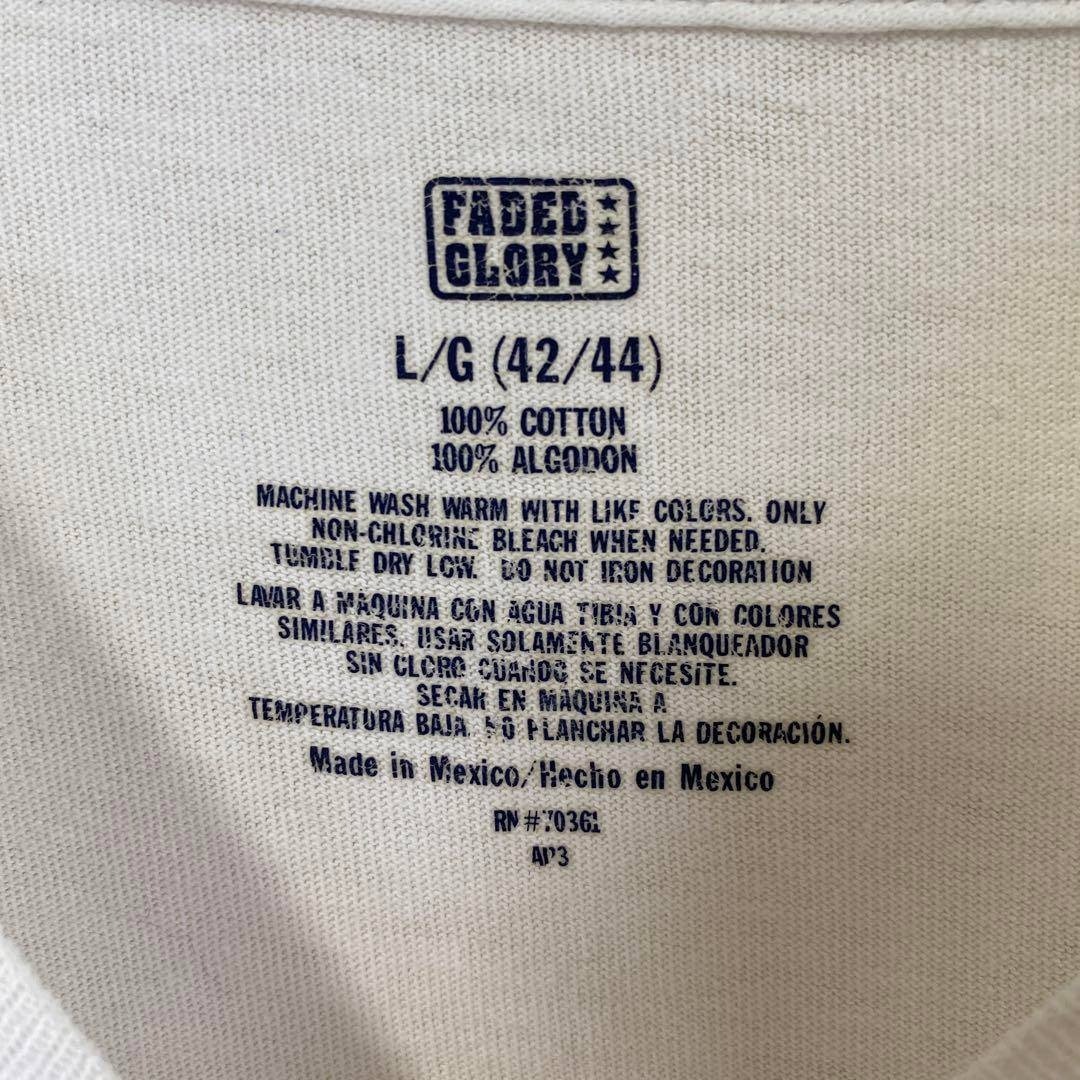 FADED
GLORY
L/G (42/44)
100% COTTON
100% ALGODÓN
MACHINE WASH WARM WITH LIKE COLORS. ONLY
NON-CHLORINE BLEACH WHEN NEEDED.
TUMBLE DRY LOW. DO NOT IRON DECORATION
LAVAR A MAQUINA CON AGUA TIBIA Y CON COLORES
SIMILARES. USAR SOLAMENTE BLANQUEADOR
SIN CLORO CUANDO SE NECESITE.
SECAR EN MAQUINA A
TEMPERATURA BAJA. NO PLANCHAR LA DECORACIÓN.
Made in Mexico/Hecho en Mexico
RN #70361